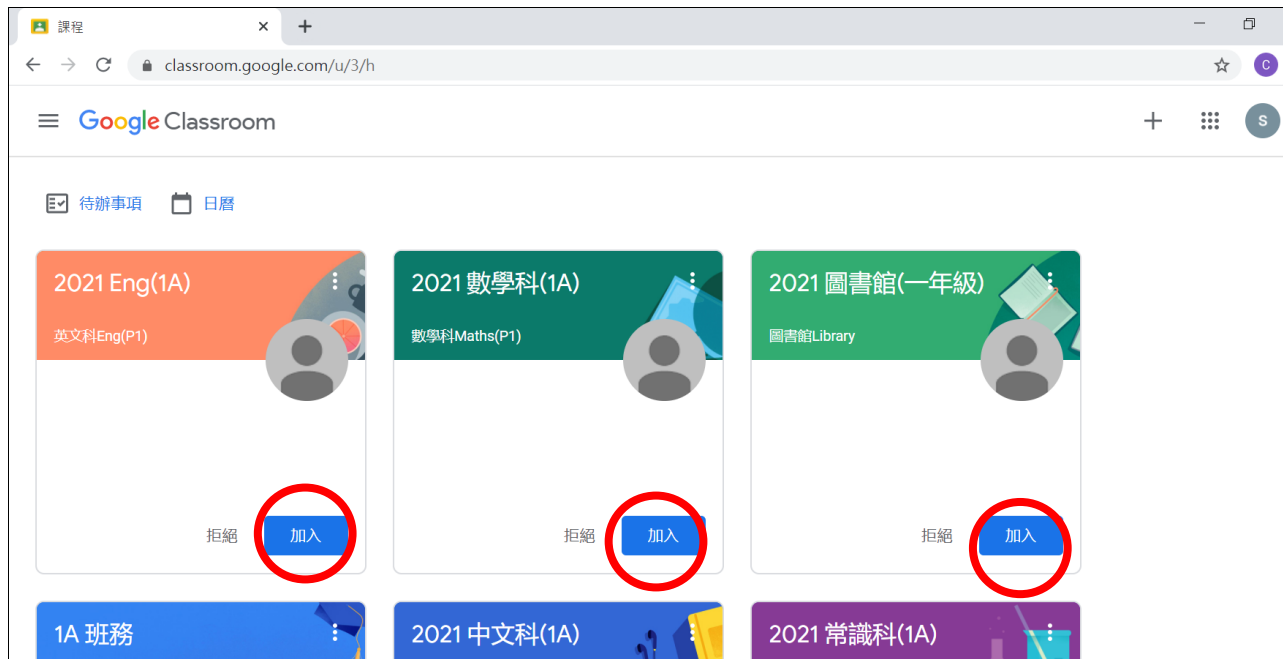 課程
classroom.google.com/u/3/h
C
Google Classroom
S
待辦事項 日曆
2021 Eng(1A)
英文科Eng(P1)
拒絕 加入
2021 數學科(1A)
數學科Maths(P1)
拒絕 加入
2021 圖書館(一年級)
圖書館Library
拒絕 加入
1A 班務
2021 中文科(1A)
2021 常識科(1A)